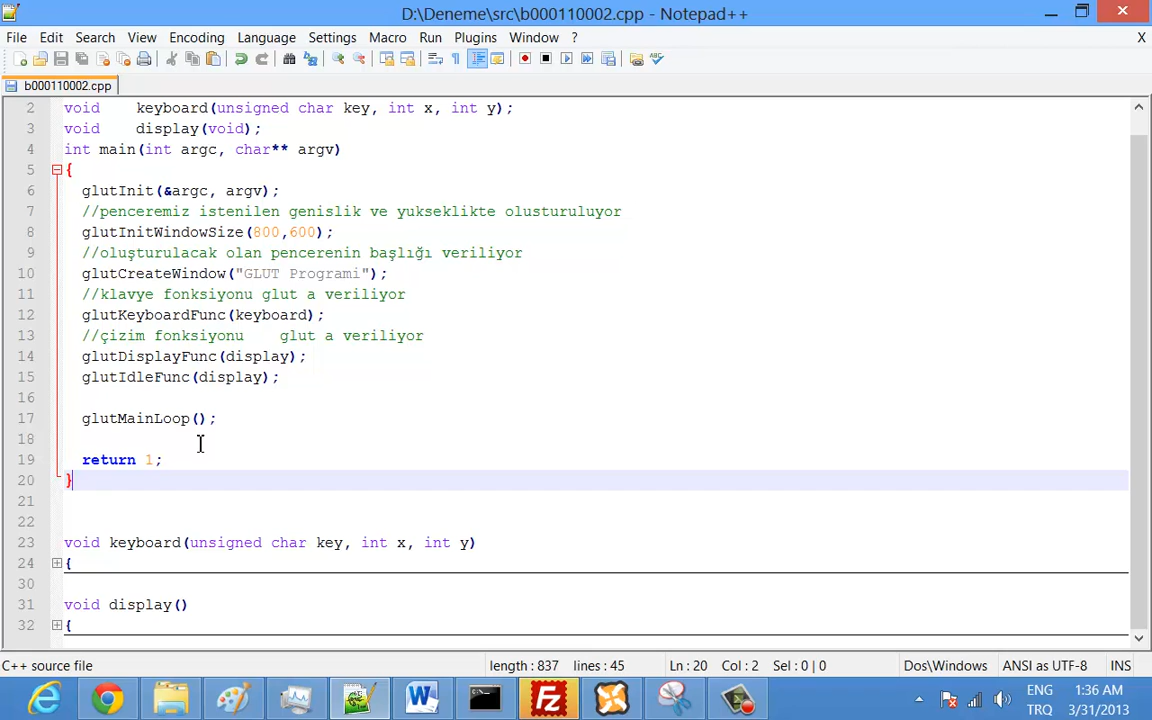 D:\Deneme\src\b000110002.cpp - Notepad++
File Edit Search View Encoding Language Settings Macro Run Plugins Window ? X
b000110002.cpp
2 void    keyboard(unsigned char key, int x, int y);
3 void    display(void);
4 int main(int argc, char** argv)
5 {
6   glutInit(&argc, argv);
7   //penceremiz istenilen genislik ve yukseklikte olusturuluyor
8   glutInitWindowSize(800,600);
9   //oluşturulacak olan pencerenin başlığı veriliyor
10   glutCreateWindow("GLUT Programi");
11   //klavye fonksiyonu glut a veriliyor
12   glutKeyboardFunc(keyboard);
13   //çizim fonksiyonu    glut a veriliyor
14   glutDisplayFunc(display);
15   glutIdleFunc(display);
16
17   glutMainLoop();
18
19   return 1;
20 }
21
22
23 void keyboard(unsigned char key, int x, int y)
24 {
30
31 void display()
32 {
C++ source file length : 837 lines : 45 Ln : 20 Col : 2 Sel : 0 | 0 Dos\Windows ANSI as UTF-8 INS
ENG 1:36 AM
TRQ 3/31/2013